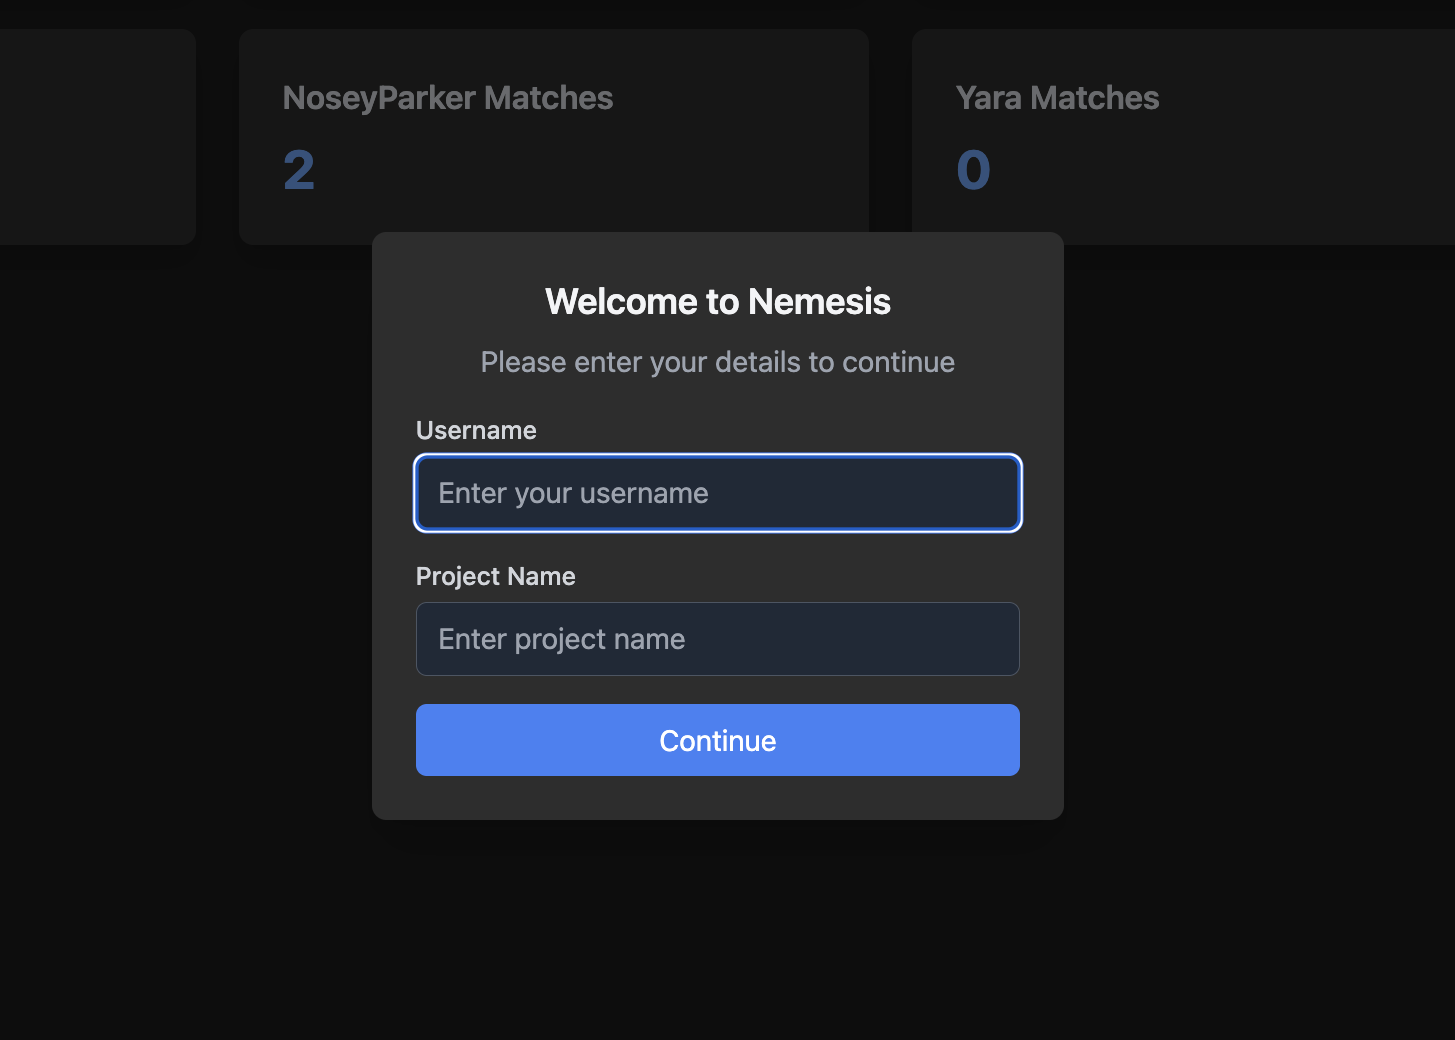 NoseyParker Matches
2
Yara Matches
0
Welcome to Nemesis
Please enter your details to continue
Username
Enter your username
Project Name
Enter project name
Continue